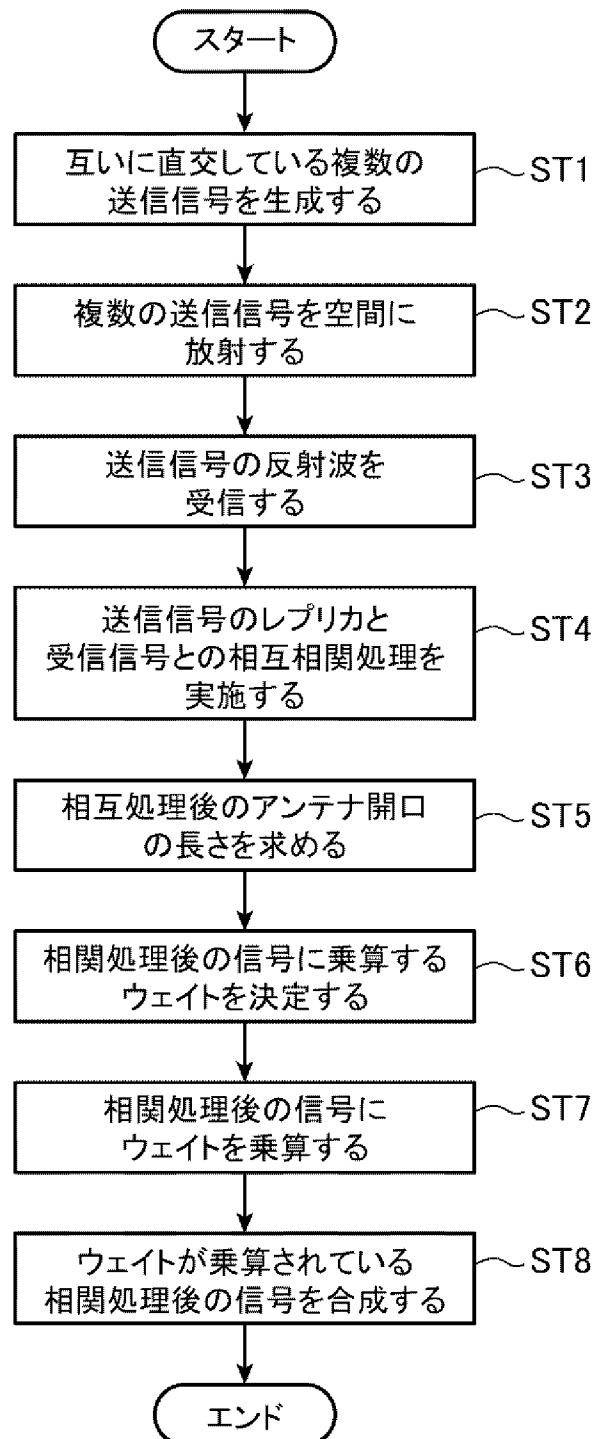 スタート
互いに直交している複数の
送信信号を生成する
ST1
複数の送信信号を空間に
放射する
ST2
送信信号の反射波を
受信する
ST3
送信信号のレプリカと
受信信号との相互相関処理を
実施する
ST4
相互処理後のアンテナ開口
の長さを求める
ST5
相関処理後の信号に乗算する
ウェイトを決定する
ST6
相関処理後の信号に
ウェイトを乗算する
ST7
ウェイトが乗算されている
相関処理後の信号を合成する
ST8
エンド